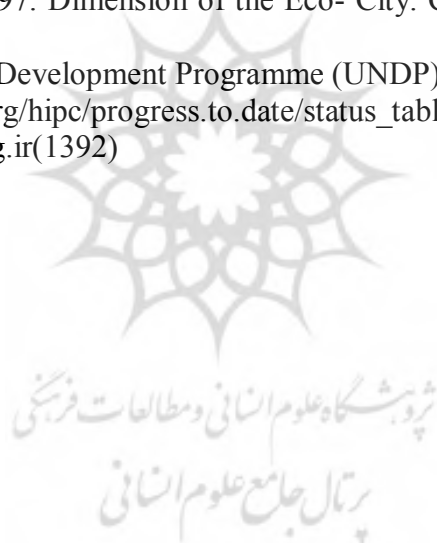 97. Dimension of the Eco- City. C
Development Programme (UNDP)
rg/hipc/progress.to.date/status_tabl
g.ir(1392)
پژوهشگاه علوم انسانی و مطالعات فرهنگی
پرتال جامع علوم انسانی